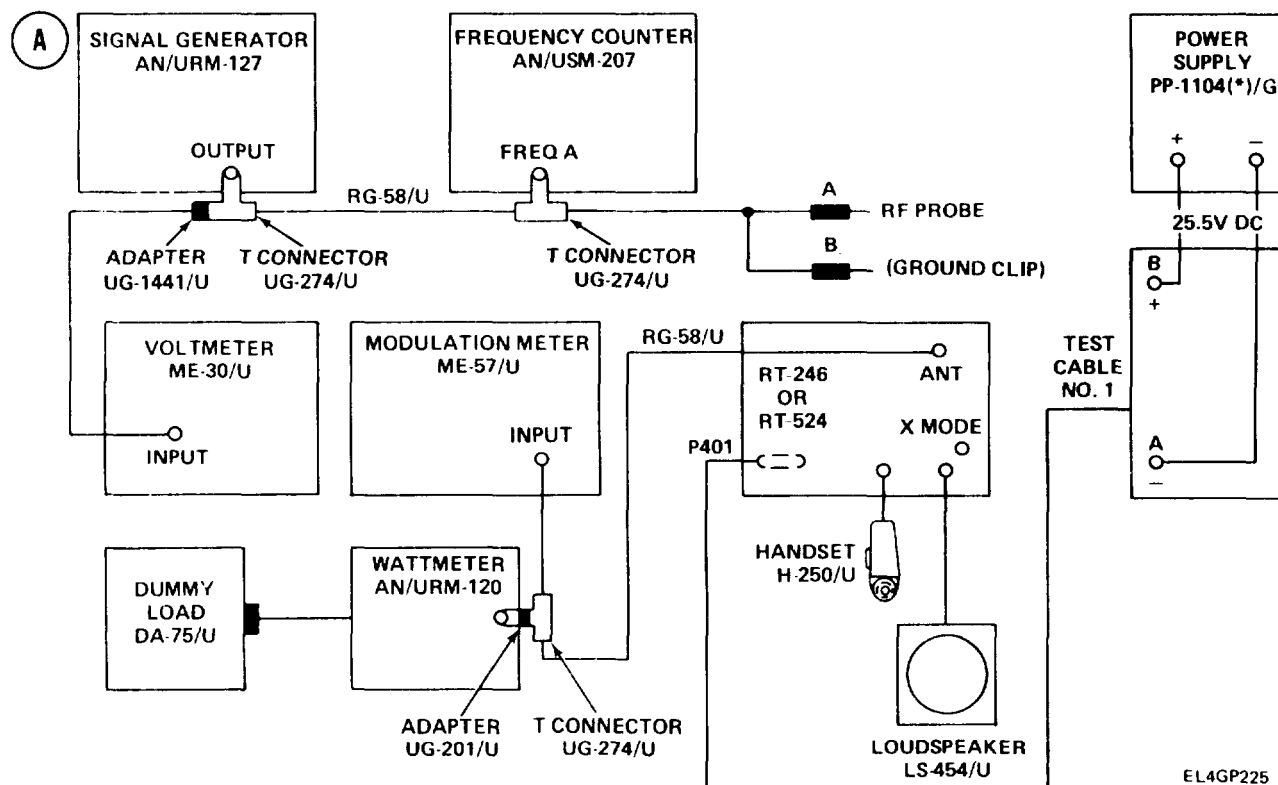 A
SIGNAL GENERATOR
AN/URM-127
OUTPUT
FREQUENCY COUNTER
AN/USM-207
FREQ A
POWER
SUPPLY
PP-1104(*)/G
+
−
RG-58/U
A
RF PROBE
B
(GROUND CLIP)
25.5V DC
ADAPTER
UG-1441/U
T CONNECTOR
UG-274/U
T CONNECTOR
UG-274/U
VOLTMETER
ME-30/U
INPUT
MODULATION METER
ME-57/U
INPUT
RG-58/U
RT-246
OR
RT-524
ANT
X MODE
P401
TEST
CABLE
NO. 1
B
+
A
−
DUMMY
LOAD
DA-75/U
WATTMETER
AN/URM-120
HANDSET
H-250/U
ADAPTER
UG-201/U
T CONNECTOR
UG-274/U
LOUDSPEAKER
LS-454/U
EL4GP225